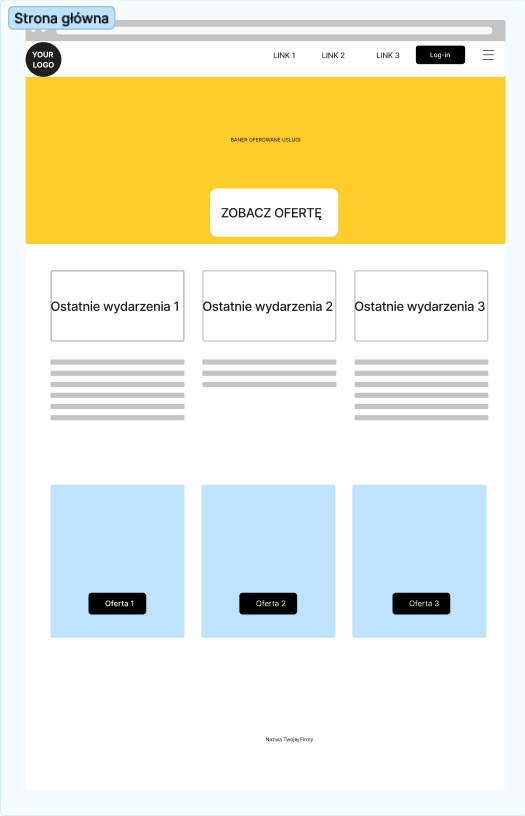 Strona główna
YOUR
LOGO
LINK 1
LINK 2
LINK 3
Log-in
BANER OFEROWANE USŁUGI
ZOBACZ OFERTĘ
Ostatnie wydarzenia 1
Ostatnie wydarzenia 2
Ostatnie wydarzenia 3
Oferta 1
Oferta 2
Oferta 3
Nazwa Twojej Firmy